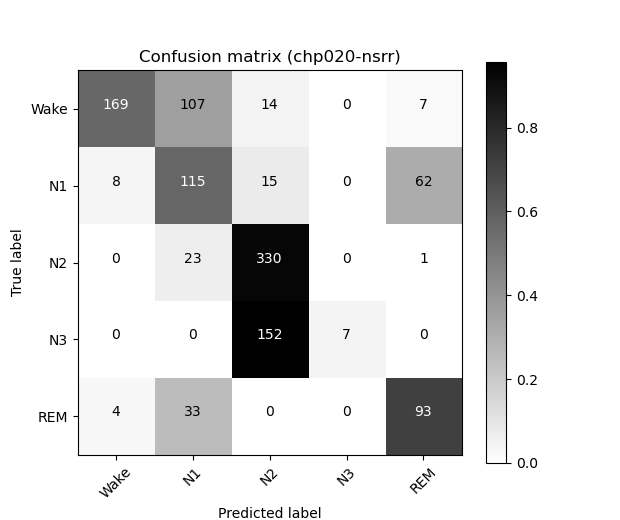 Confusion matrix (chp020-nsrr)
Wake 169 107 14 0 7
N1 8 115 15 0 62
N2 0 23 330 0 1
N3 0 0 152 7 0
REM 4 33 0 0 93
Wake N1 N2 N3 REM
Predicted label
True label
0.8
0.6
0.4
0.2
0.0